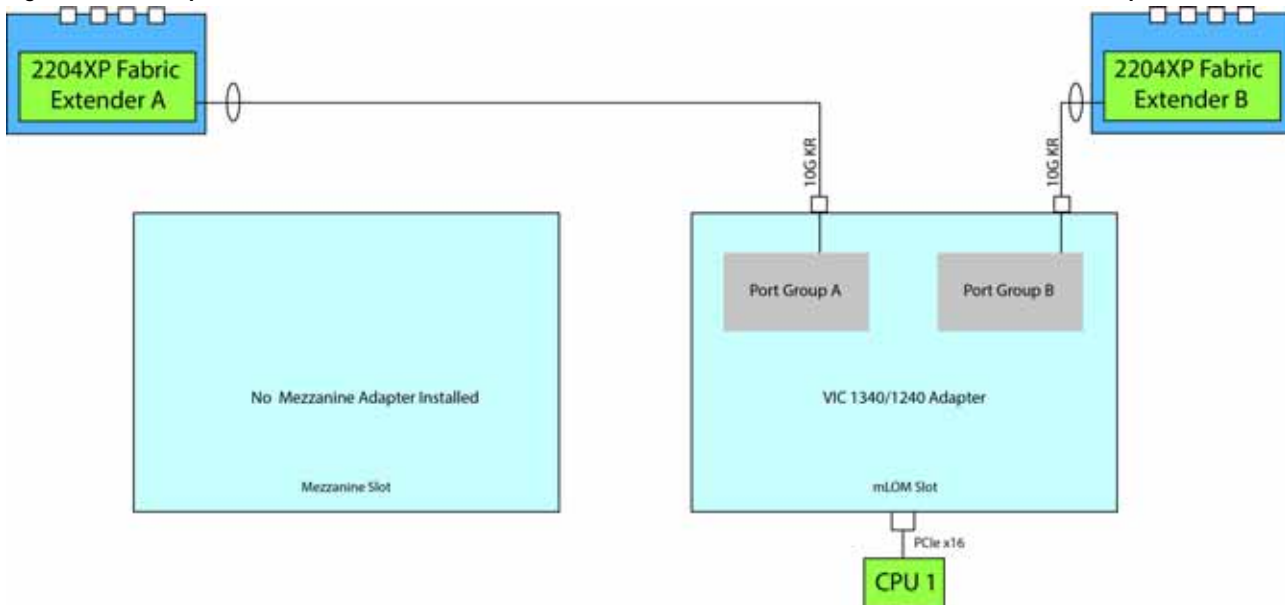 2204XP Fabric
Extender A
2204XP Fabric
Extender B
10G KR
10G KR
Port Group A
Port Group B
No Mezzanine Adapter Installed
VIC 1340/1240 Adapter
Mezzanine Slot
mLOM Slot
PCIe x16
CPU 1